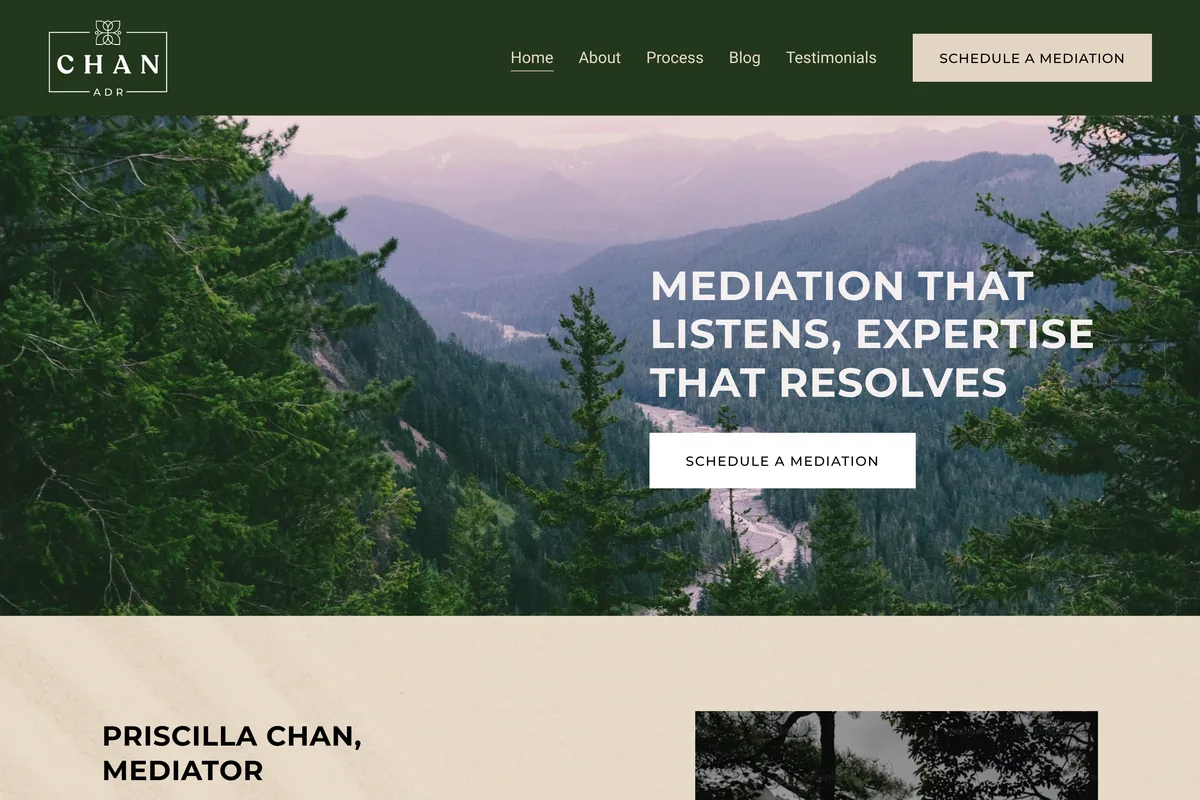 CHAN
ADR
Home About Process Blog Testimonials SCHEDULE A MEDIATION
MEDIATION THAT
LISTENS, EXPERTISE
THAT RESOLVES
SCHEDULE A MEDIATION
PRISCILLA CHAN,
MEDIATOR